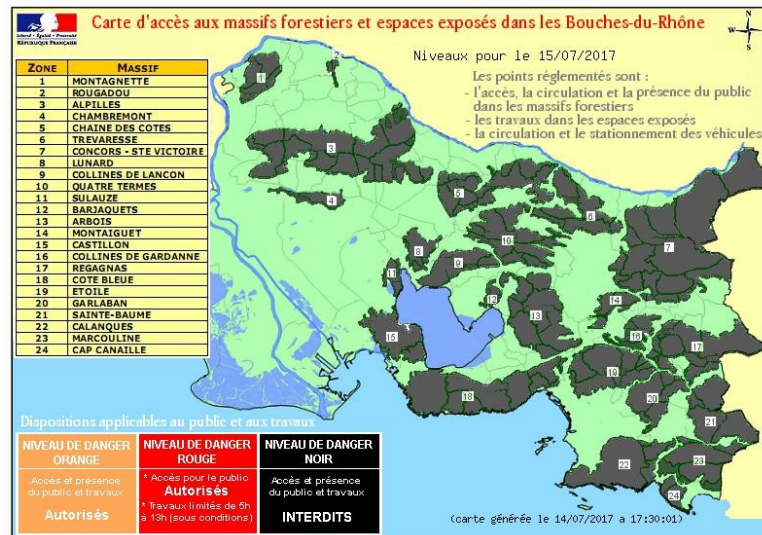 Carte d'accès aux massifs forestiers et espaces exposés dans les Bouches-du-Rhône
Liberté • Égalité • Fraternité
RÉPUBLIQUE FRANÇAISE
N
W E
S
Niveaux pour le 15/07/2017
Les points réglementés sont :
- l'accès, la circulation et la présence du public
dans les massifs forestiers
- les travaux dans les espaces exposés
- la circulation et le stationnement des véhicules
ZONE MASSIF
1 MONTAGNETTE
2 ROUGADOU
3 ALPILLES
4 CHAMBREMONT
5 CHAINE DES COTES
6 TREVARESSE
7 CONCORS - STE VICTOIRE
8 LUNARD
9 COLLINES DE LANCON
10 QUATRE TERMES
11 SULAUZE
12 BARJAQUETS
13 ARBOIS
14 MONTAIGUET
15 CASTILLON
16 COLLINES DE GARDANNE
17 REGAGNAS
18 COTE BLEUE
19 ETOILE
20 GARLABAN
21 SAINTE-BAUME
22 CALANQUES
23 MARCOULINE
24 CAP CANAILLE
2
1
3
4
5
6
7
8
10
9
11
12
14
13
15
16
17
19
18
20
21
22
23
24
Dispositions applicables au public et aux travaux
NIVEAU DE DANGER
ORANGE
Accès et présence
du public et travaux
Autorisés
NIVEAU DE DANGER
ROUGE
* Accès pour le public
Autorisés
* Travaux limités de 5h
à 13h (sous conditions)
NIVEAU DE DANGER
NOIR
Accès et présence
du public et travaux
INTERDITS
(carte générée le 14/07/2017 a 17:30:01)